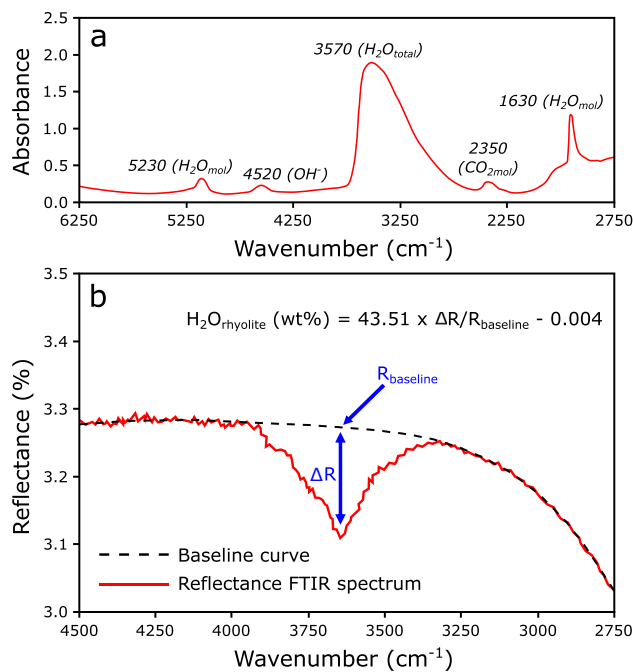 a
Absorbance
2.5
2.0
1.5
1.0
0.5
0.0
3570 (H₂Ototal)
1630 (H₂Omol)
5230 (H₂Omol)
4520 (OH⁻)
2350
(CO₂mol)
6250 5250 4250 3250 2250 2750
Wavenumber (cm⁻¹)
b
Reflectance (%)
3.5
3.4
3.3
3.2
3.1
3.0
H₂Orhyolite (wt%) = 43.51 x ΔR/Rbaseline - 0.004
Rbaseline
ΔR
Baseline curve
Reflectance FTIR spectrum
4500 4250 4000 3750 3500 3250 3000 2750
Wavenumber (cm⁻¹)